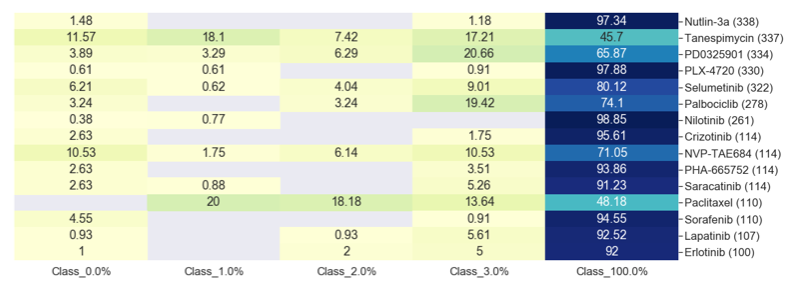 1.48 1.18 97.34 Nutlin-3a (338)
11.57 18.1 7.42 17.21 45.7 Tanespimycin (337)
3.89 3.29 6.29 20.66 65.87 PD0325901 (334)
0.61 0.61 0.91 97.88 PLX-4720 (330)
6.21 0.62 4.04 9.01 80.12 Selumetinib (322)
3.24 3.24 19.42 74.1 Palbociclib (278)
0.38 0.77 98.85 Nilotinib (261)
2.63 1.75 95.61 Crizotinib (114)
10.53 1.75 6.14 10.53 71.05 NVP-TAE684 (114)
2.63 3.51 93.86 PHA-665752 (114)
2.63 0.88 5.26 91.23 Saracatinib (114)
20 18.18 13.64 48.18 Paclitaxel (110)
4.55 0.91 94.55 Sorafenib (110)
0.93 0.93 5.61 92.52 Lapatinib (107)
1 2 5 92 Erlotinib (100)
Class_0.0% Class_1.0% Class_2.0% Class_3.0% Class_100.0%